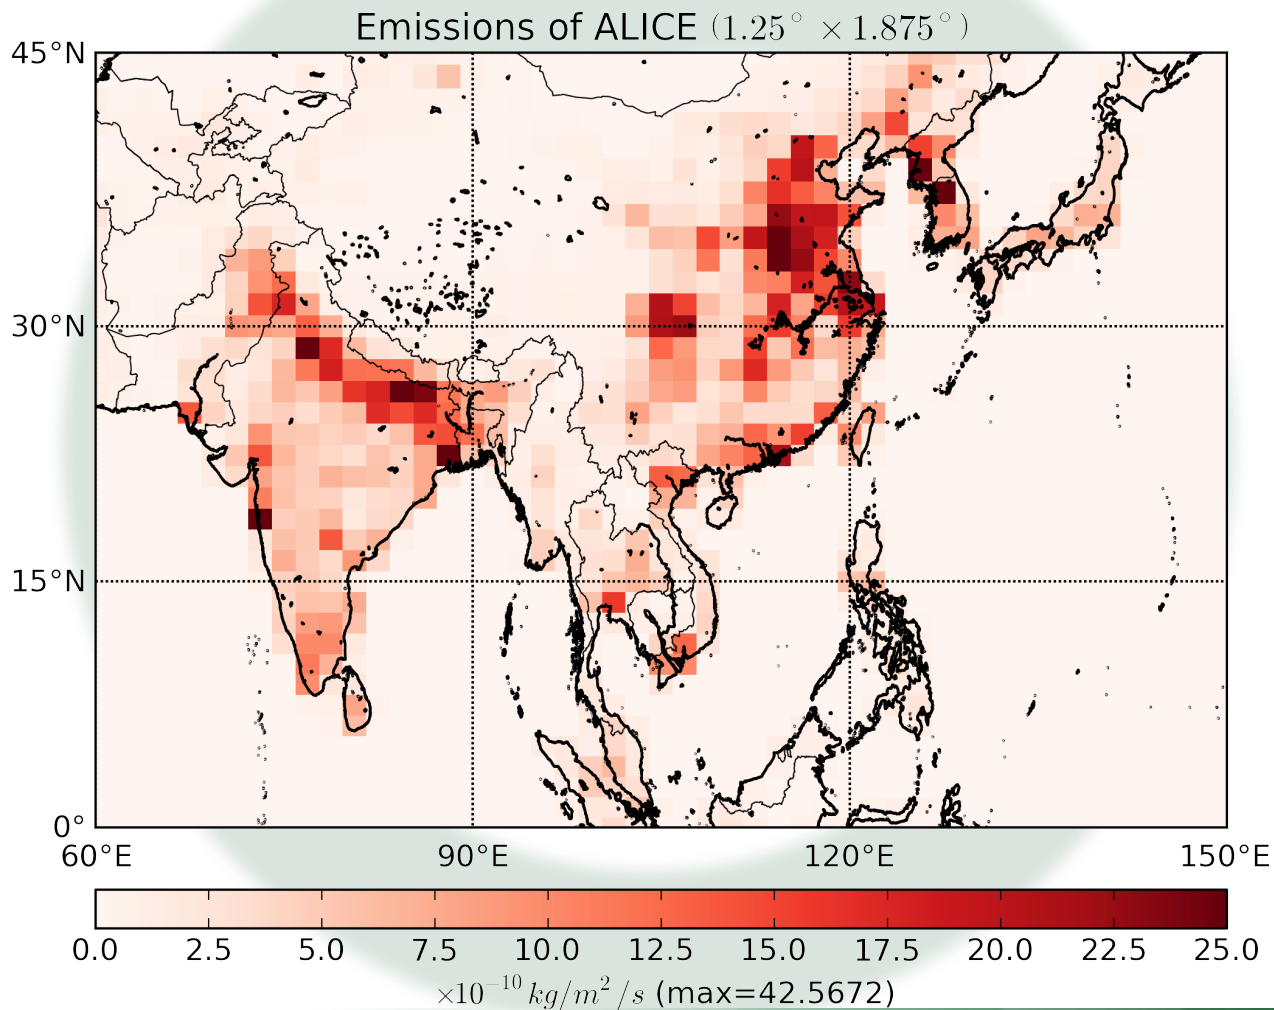 Emissions of ALICE (1.25° × 1.875°)
45°N
30°N
15°N
0°
60°E 90°E 120°E 150°E
0.0 2.5 5.0 7.5 10.0 12.5 15.0 17.5 20.0 22.5 25.0
×10⁻¹⁰ kg/m²/s (max=42.5672)